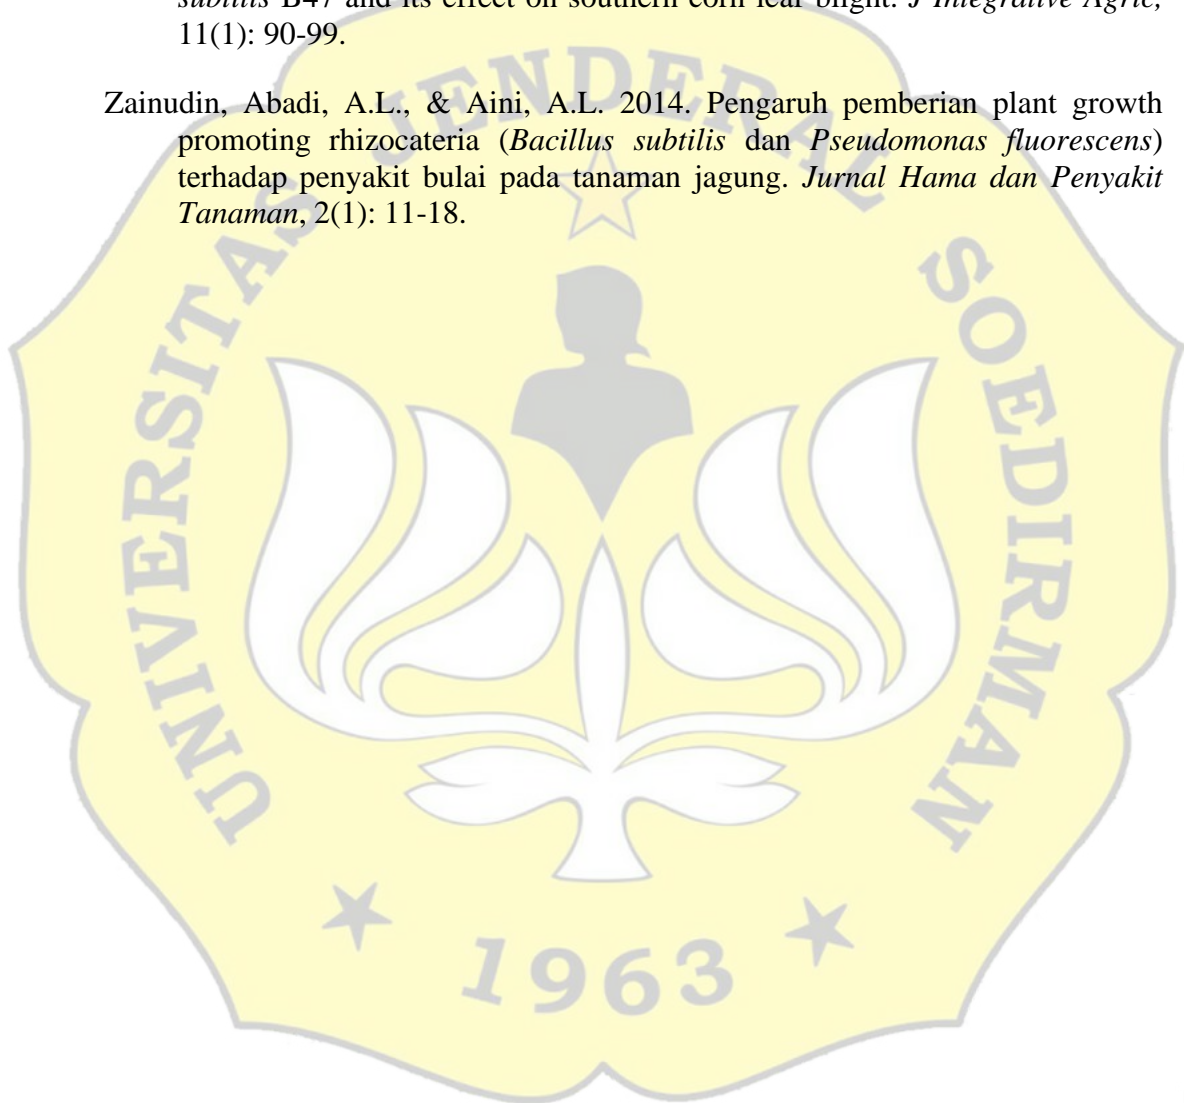 subtilis B47 and its effect on southern corn leaf blight. J Integrative Agric,
11(1): 90-99.
Zainudin, Abadi, A.L., & Aini, A.L. 2014. Pengaruh pemberian plant growth
promoting rhizocateria (Bacillus subtilis dan Pseudomonas fluorescens)
terhadap penyakit bulai pada tanaman jagung. Jurnal Hama dan Penyakit
Tanaman, 2(1): 11-18.
UNIVERSITAS JENDERAL SOEDIRMAN
1963